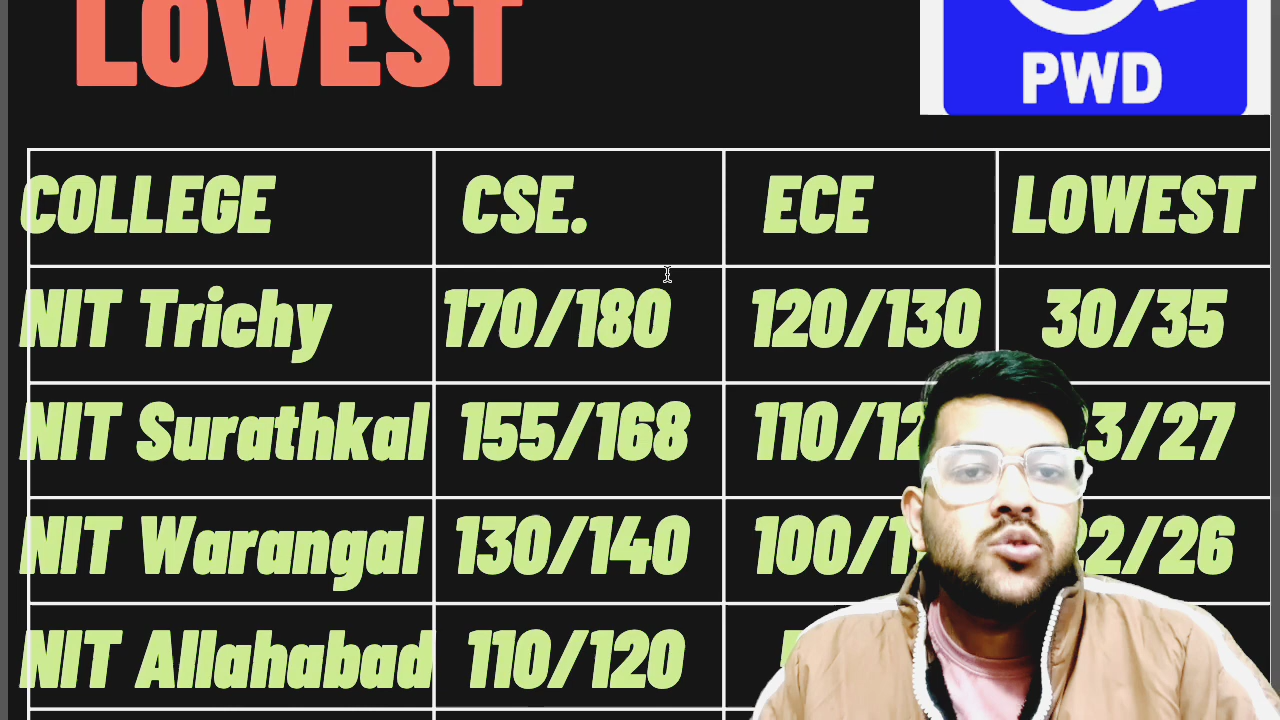 LOWEST
PWD
COLLEGE CSE. ECE LOWEST
NIT Trichy 170/180 120/130 30/35
NIT Surathkal 155/168
NIT Warangal 130/140
NIT Allahabad 110/120